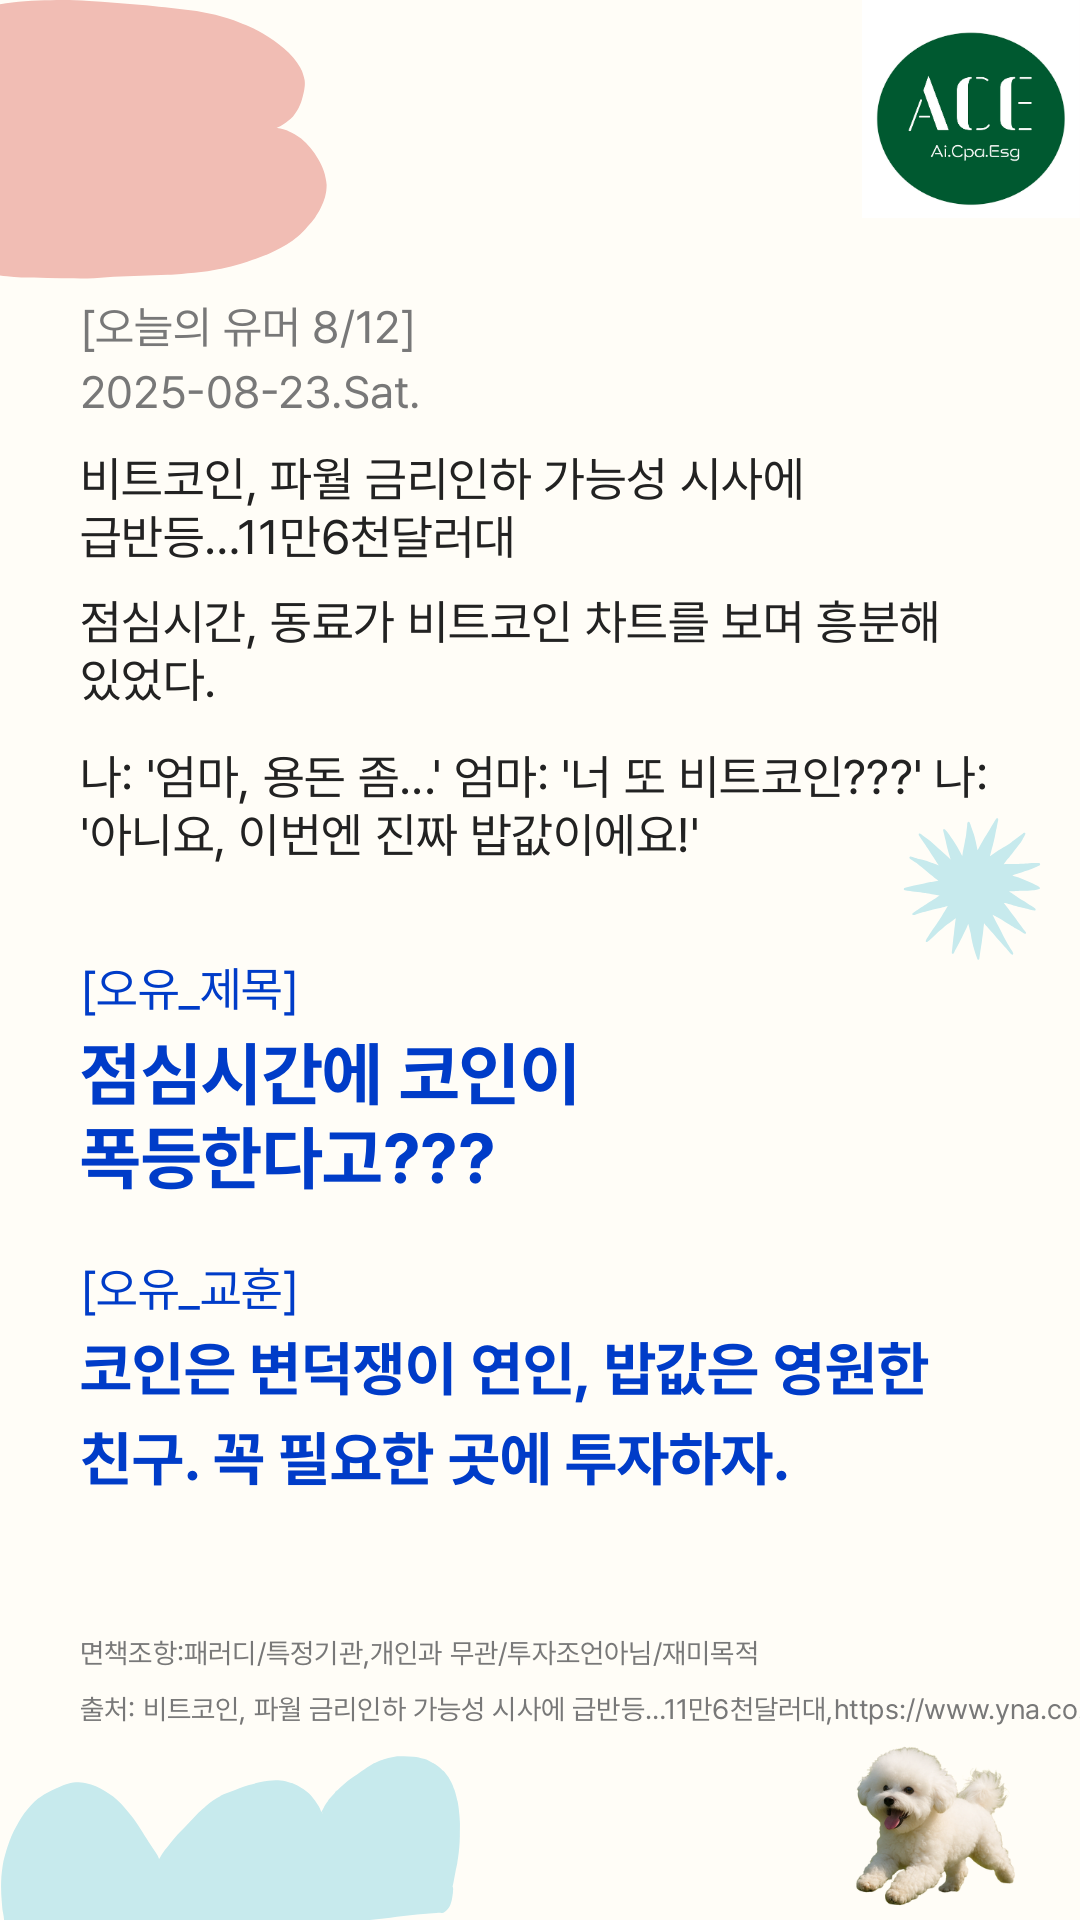 ACE
Ai.Cpa.Esg
[오늘의 유머 8/12]
2025-08-23.Sat.
비트코인, 파월 금리인하 가능성 시사에
급반등...11만6천달러대
점심시간, 동료가 비트코인 차트를 보며 흥분해
있었다.
나: '엄마, 용돈 좀...' 엄마: '너 또 비트코인???' 나:
'아니요, 이번엔 진짜 밥값이에요!'
[오유_제목]
점심시간에 코인이
폭등한다고???
[오유_교훈]
코인은 변덕쟁이 연인, 밥값은 영원한
친구. 꼭 필요한 곳에 투자하자.
면책조항:패러디/특정기관,개인과 무관/투자조언아님/재미목적
출처: 비트코인, 파월 금리인하 가능성 시사에 급반등...11만6천달러대,https://www.yna.co